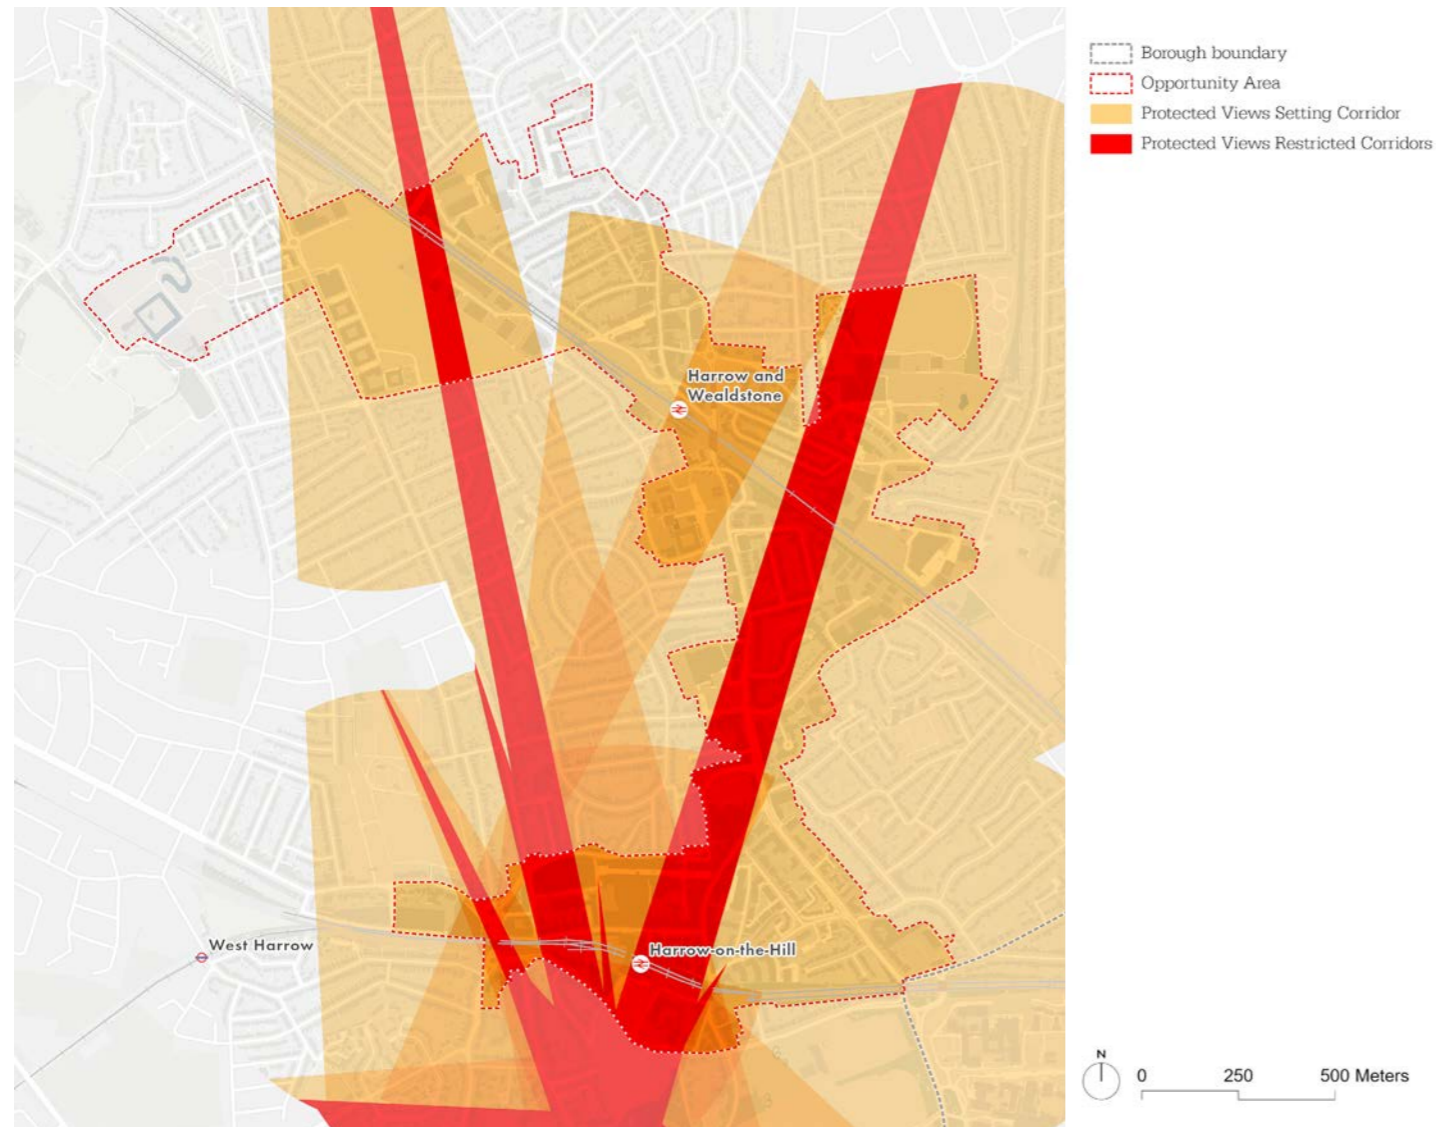 Borough boundary
Opportunity Area
Protected Views Setting Corridor
Protected Views Restricted Corridors
Harrow and
Wealdstone
West Harrow
Harrow-on-the-Hill
N
0 250 500 Meters